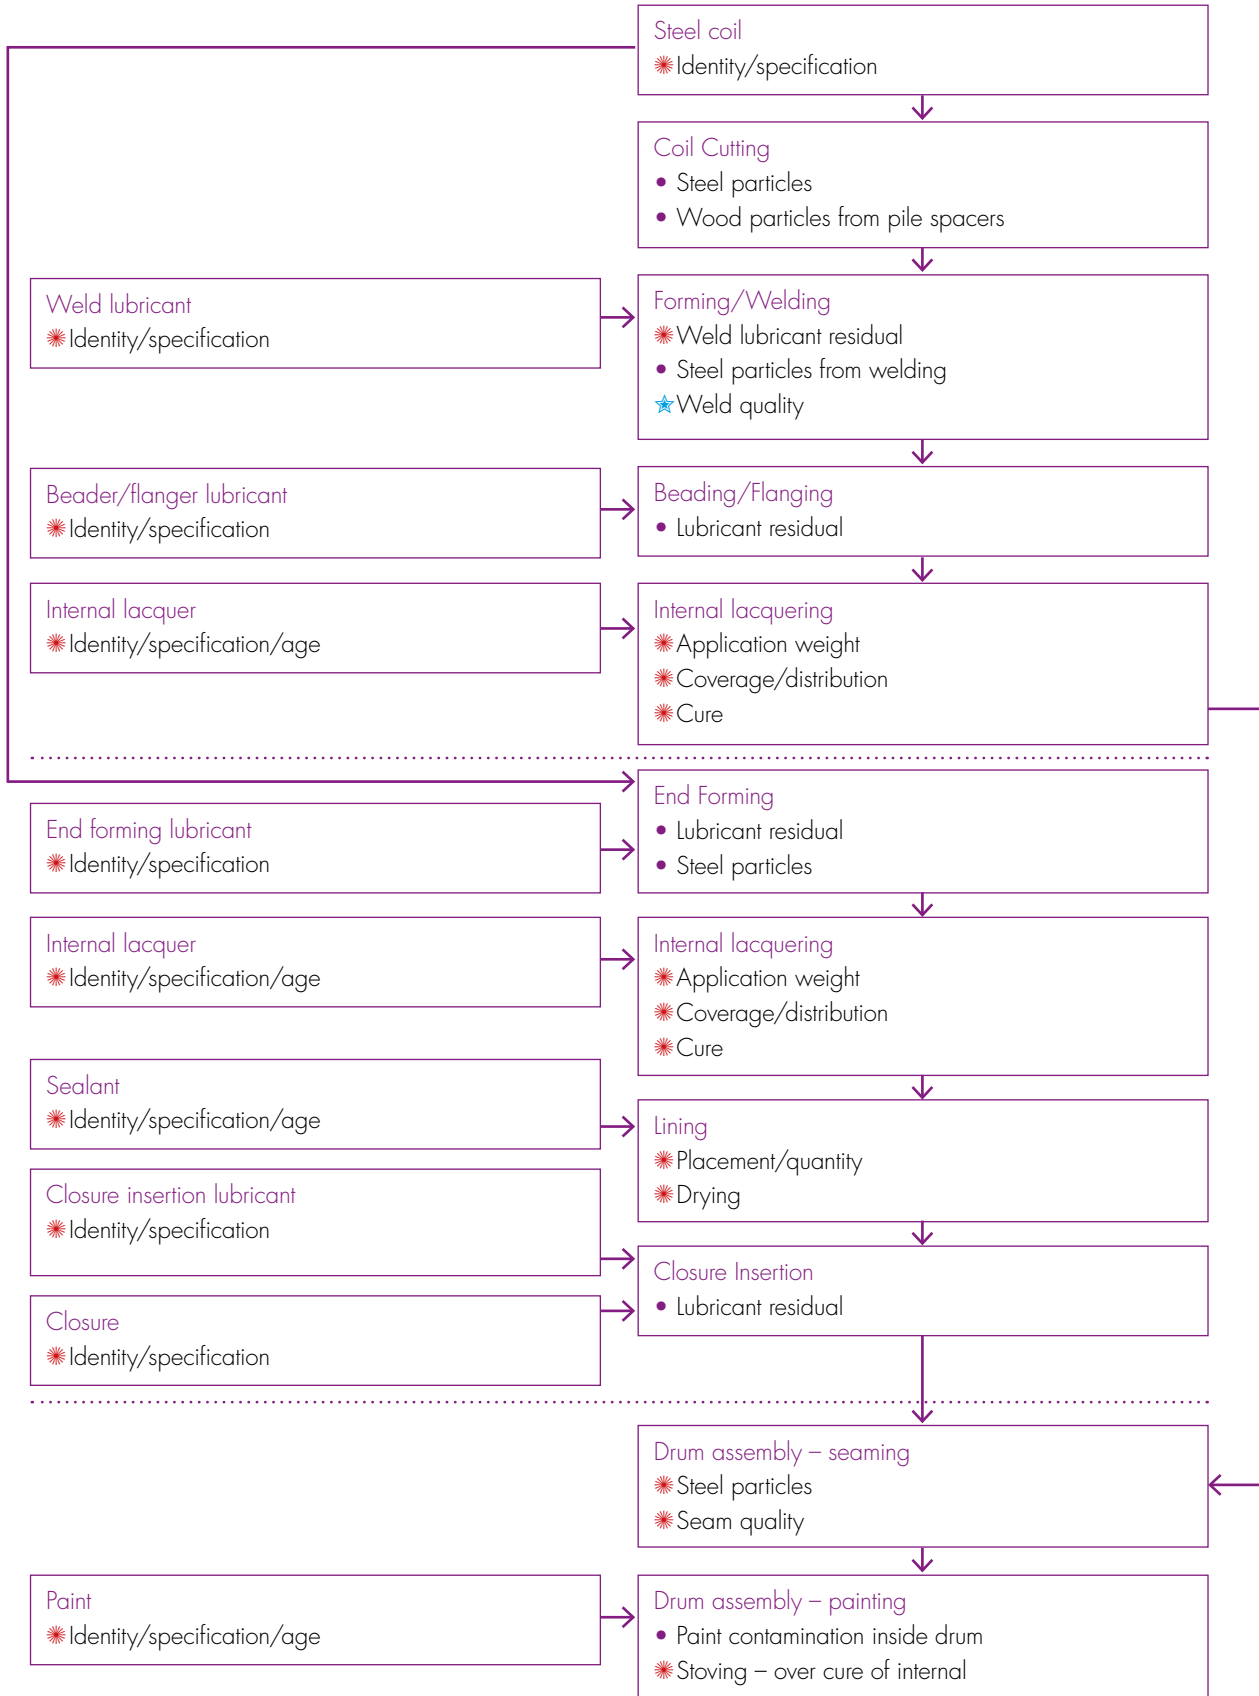 Steel coil
Identity/specification
Coil Cutting
• Steel particles
• Wood particles from pile spacers
Weld lubricant
Identity/specification
Forming/Welding
Weld lubricant residual
• Steel particles from welding
Weld quality
Beader/flanger lubricant
Identity/specification
Beading/Flanging
• Lubricant residual
Internal lacquer
Identity/specification/age
Internal lacquering
Application weight
Coverage/distribution
Cure
End Forming
• Lubricant residual
• Steel particles
End forming lubricant
Identity/specification
Internal lacquer
Identity/specification/age
Internal lacquering
Application weight
Coverage/distribution
Cure
Sealant
Identity/specification/age
Lining
Placement/quantity
Drying
Closure insertion lubricant
Identity/specification
Closure Insertion
• Lubricant residual
Closure
Identity/specification
Drum assembly – seaming
Steel particles
Seam quality
Paint
Identity/specification/age
Drum assembly – painting
• Paint contamination inside drum
Stoving – over cure of internal